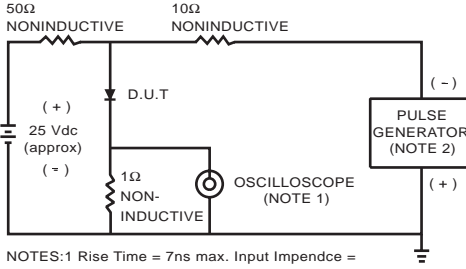 50Ω
NONINDUCTIVE
10Ω
NONINDUCTIVE
D.U.T
(+)
25 Vdc
(approx)
(=)
1Ω
NON-
INDUCTIVE
OSCILLOSCOPE
(NOTE 1)
(-)
PULSE
GENERATOR
(NOTE 2)
(+)
NOTES:1 Rise Time = 7ns max. Input Impendce =